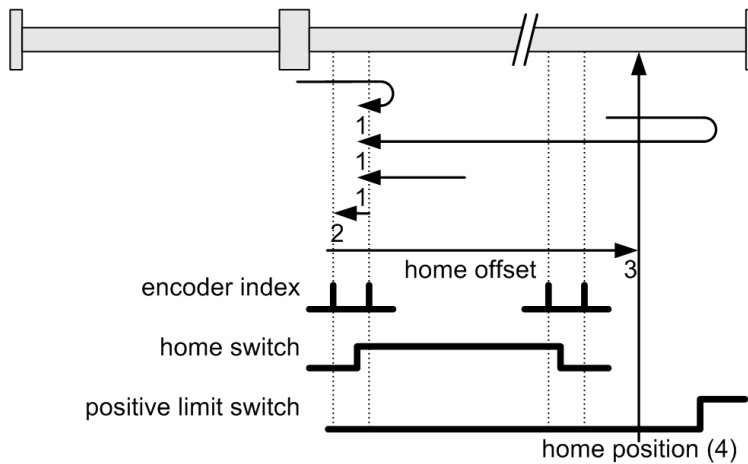 1
1
1
2
home offset
3
encoder index
home switch
positive limit switch
home position (4)